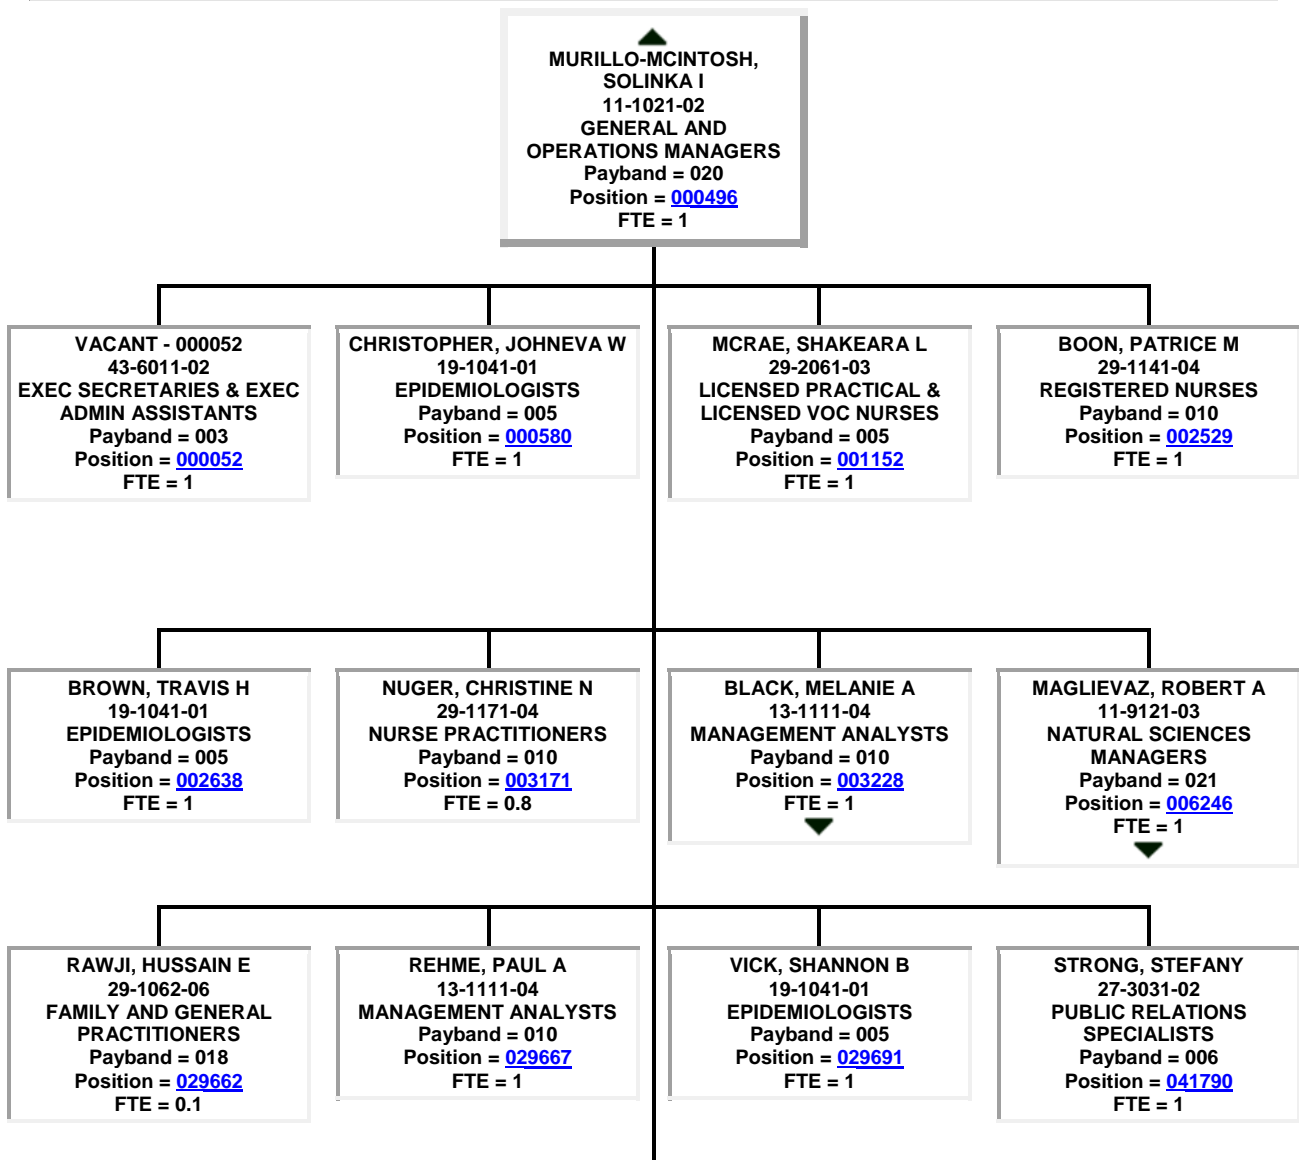 MURILLO-MCINTOSH,
SOLINKA I
11-1021-02
GENERAL AND
OPERATIONS MANAGERS
Payband = 020
Position = 000496
FTE = 1
VACANT - 000052
43-6011-02
EXEC SECRETARIES & EXEC
ADMIN ASSISTANTS
Payband = 003
Position = 000052
FTE = 1
CHRISTOPHER, JOHNEVA W
19-1041-01
EPIDEMIOLOGISTS
Payband = 005
Position = 000580
FTE = 1
MCRAE, SHAKEARA L
29-2061-03
LICENSED PRACTICAL &
LICENSED VOC NURSES
Payband = 005
Position = 001152
FTE = 1
BOON, PATRICE M
29-1141-04
REGISTERED NURSES
Payband = 010
Position = 002529
FTE = 1
BROWN, TRAVIS H
19-1041-01
EPIDEMIOLOGISTS
Payband = 005
Position = 002638
FTE = 1
NUGER, CHRISTINE N
29-1171-04
NURSE PRACTITIONERS
Payband = 010
Position = 003171
FTE = 0.8
BLACK, MELANIE A
13-1111-04
MANAGEMENT ANALYSTS
Payband = 010
Position = 003228
FTE = 1
MAGLIEVAZ, ROBERT A
11-9121-03
NATURAL SCIENCES
MANAGERS
Payband = 021
Position = 006246
FTE = 1
RAWJI, HUSSAIN E
29-1062-06
FAMILY AND GENERAL
PRACTITIONERS
Payband = 018
Position = 029662
FTE = 0.1
REHME, PAUL A
13-1111-04
MANAGEMENT ANALYSTS
Payband = 010
Position = 029667
FTE = 1
VICK, SHANNON B
19-1041-01
EPIDEMIOLOGISTS
Payband = 005
Position = 029691
FTE = 1
STRONG, STEFANY
27-3031-02
PUBLIC RELATIONS
SPECIALISTS
Payband = 006
Position = 041790
FTE = 1